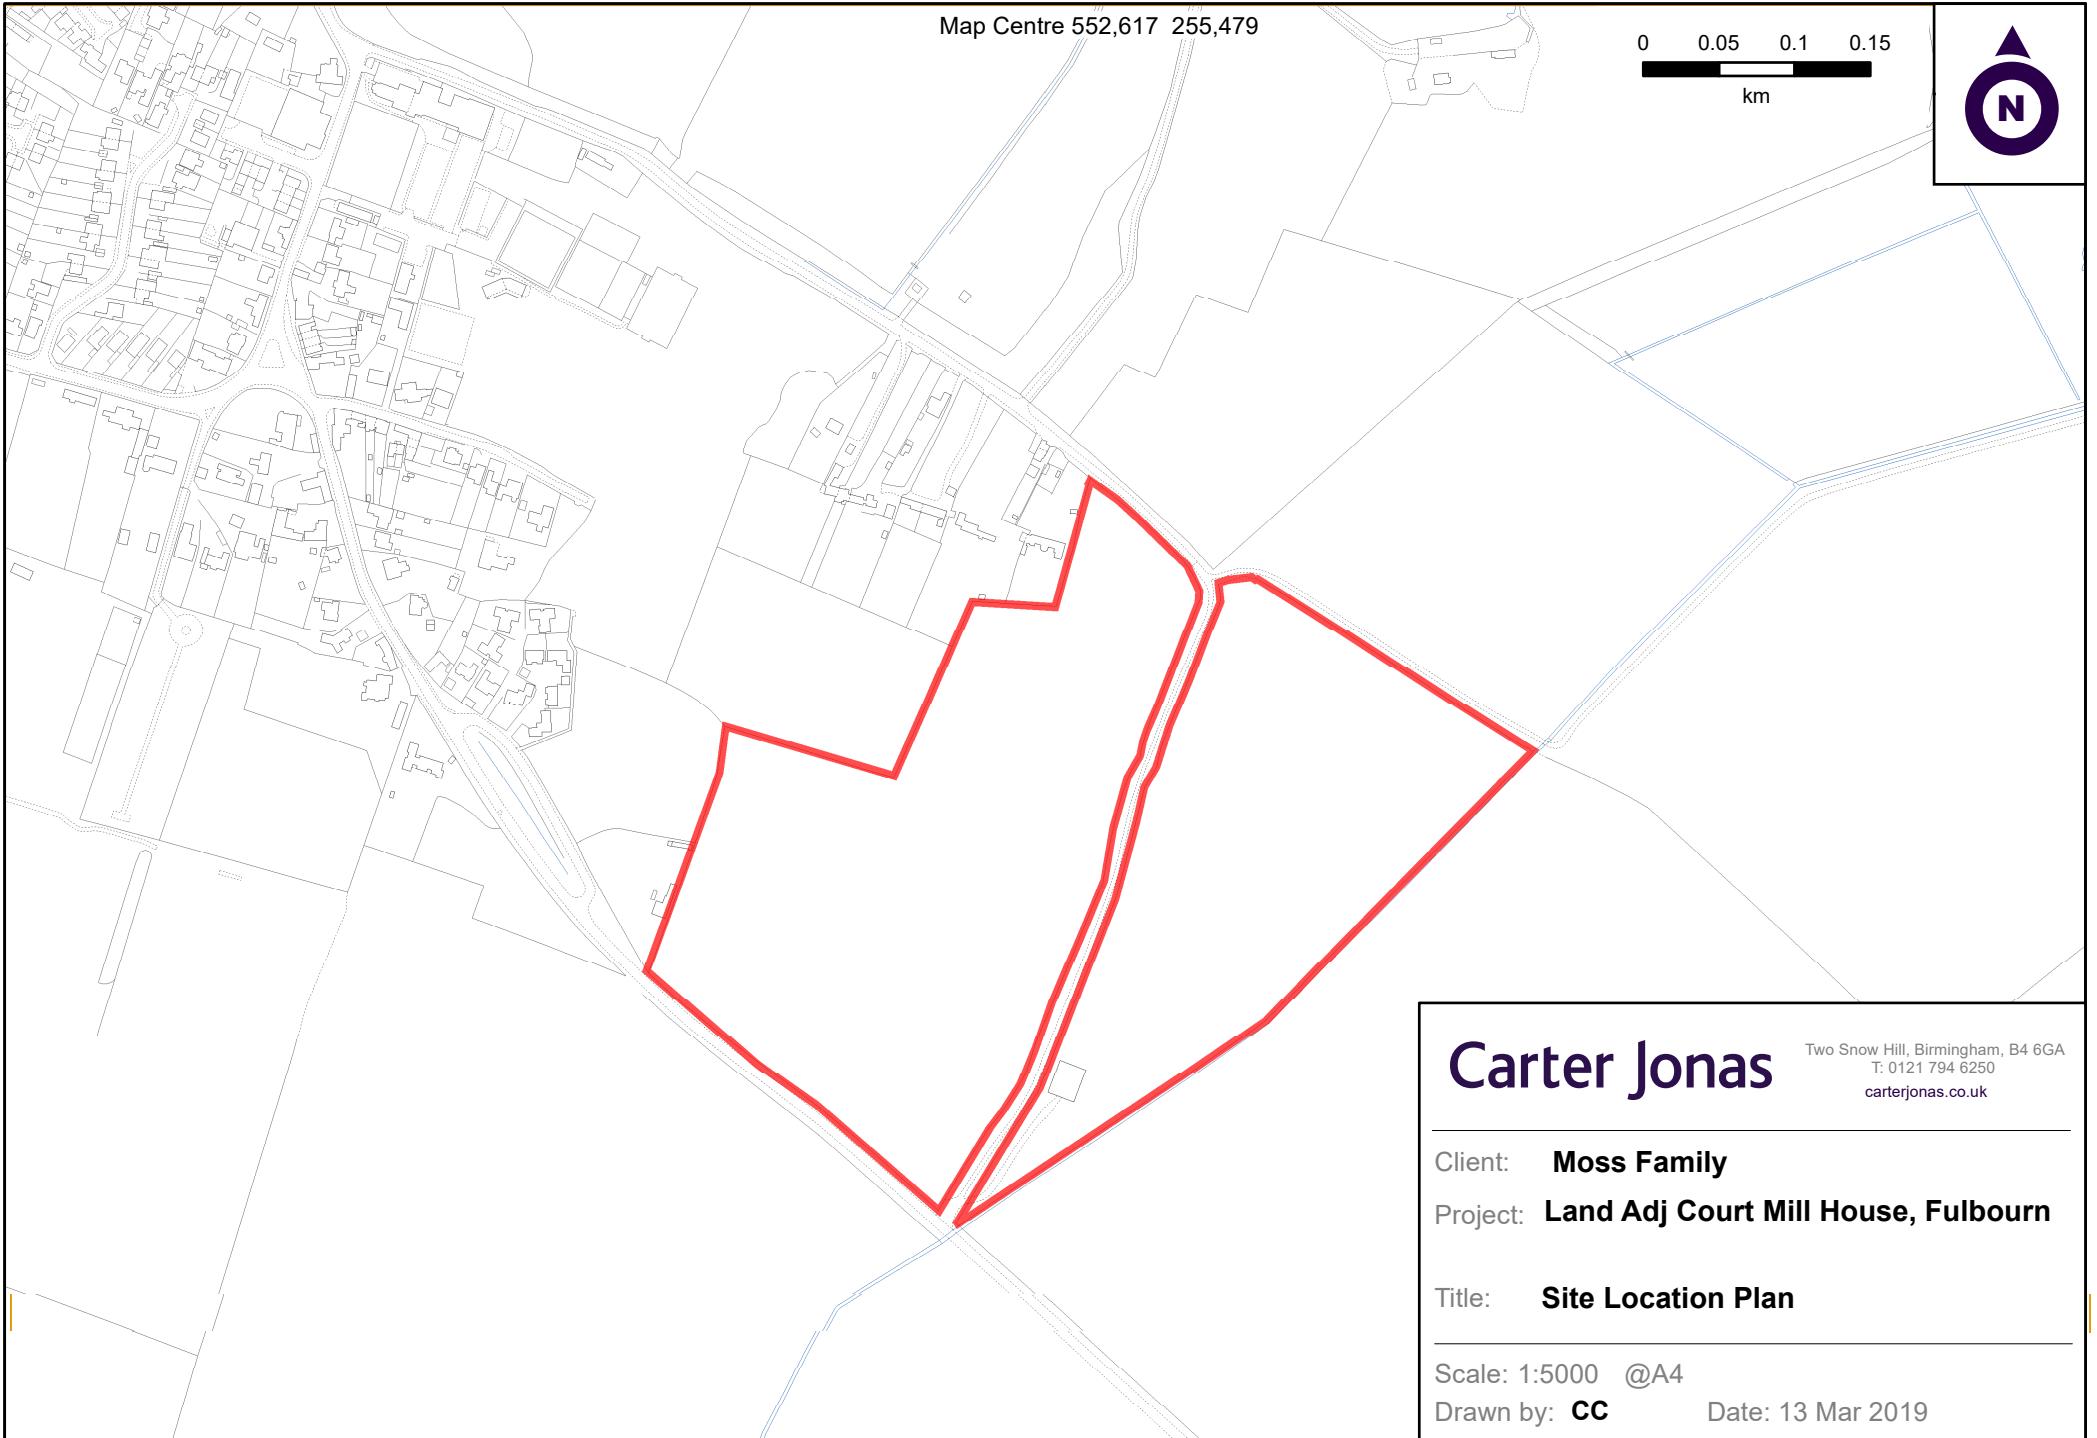 Map Centre 552,617 255,479
0 0.05 0.1 0.15
km
N
Carter Jonas
Two Snow Hill, Birmingham, B4 6GA
T: 0121 794 6250
carterjonas.co.uk
Client: Moss Family
Project: Land Adj Court Mill House, Fulbourn
Title: Site Location Plan
Scale: 1:5000 @A4
Drawn by: CC Date: 13 Mar 2019